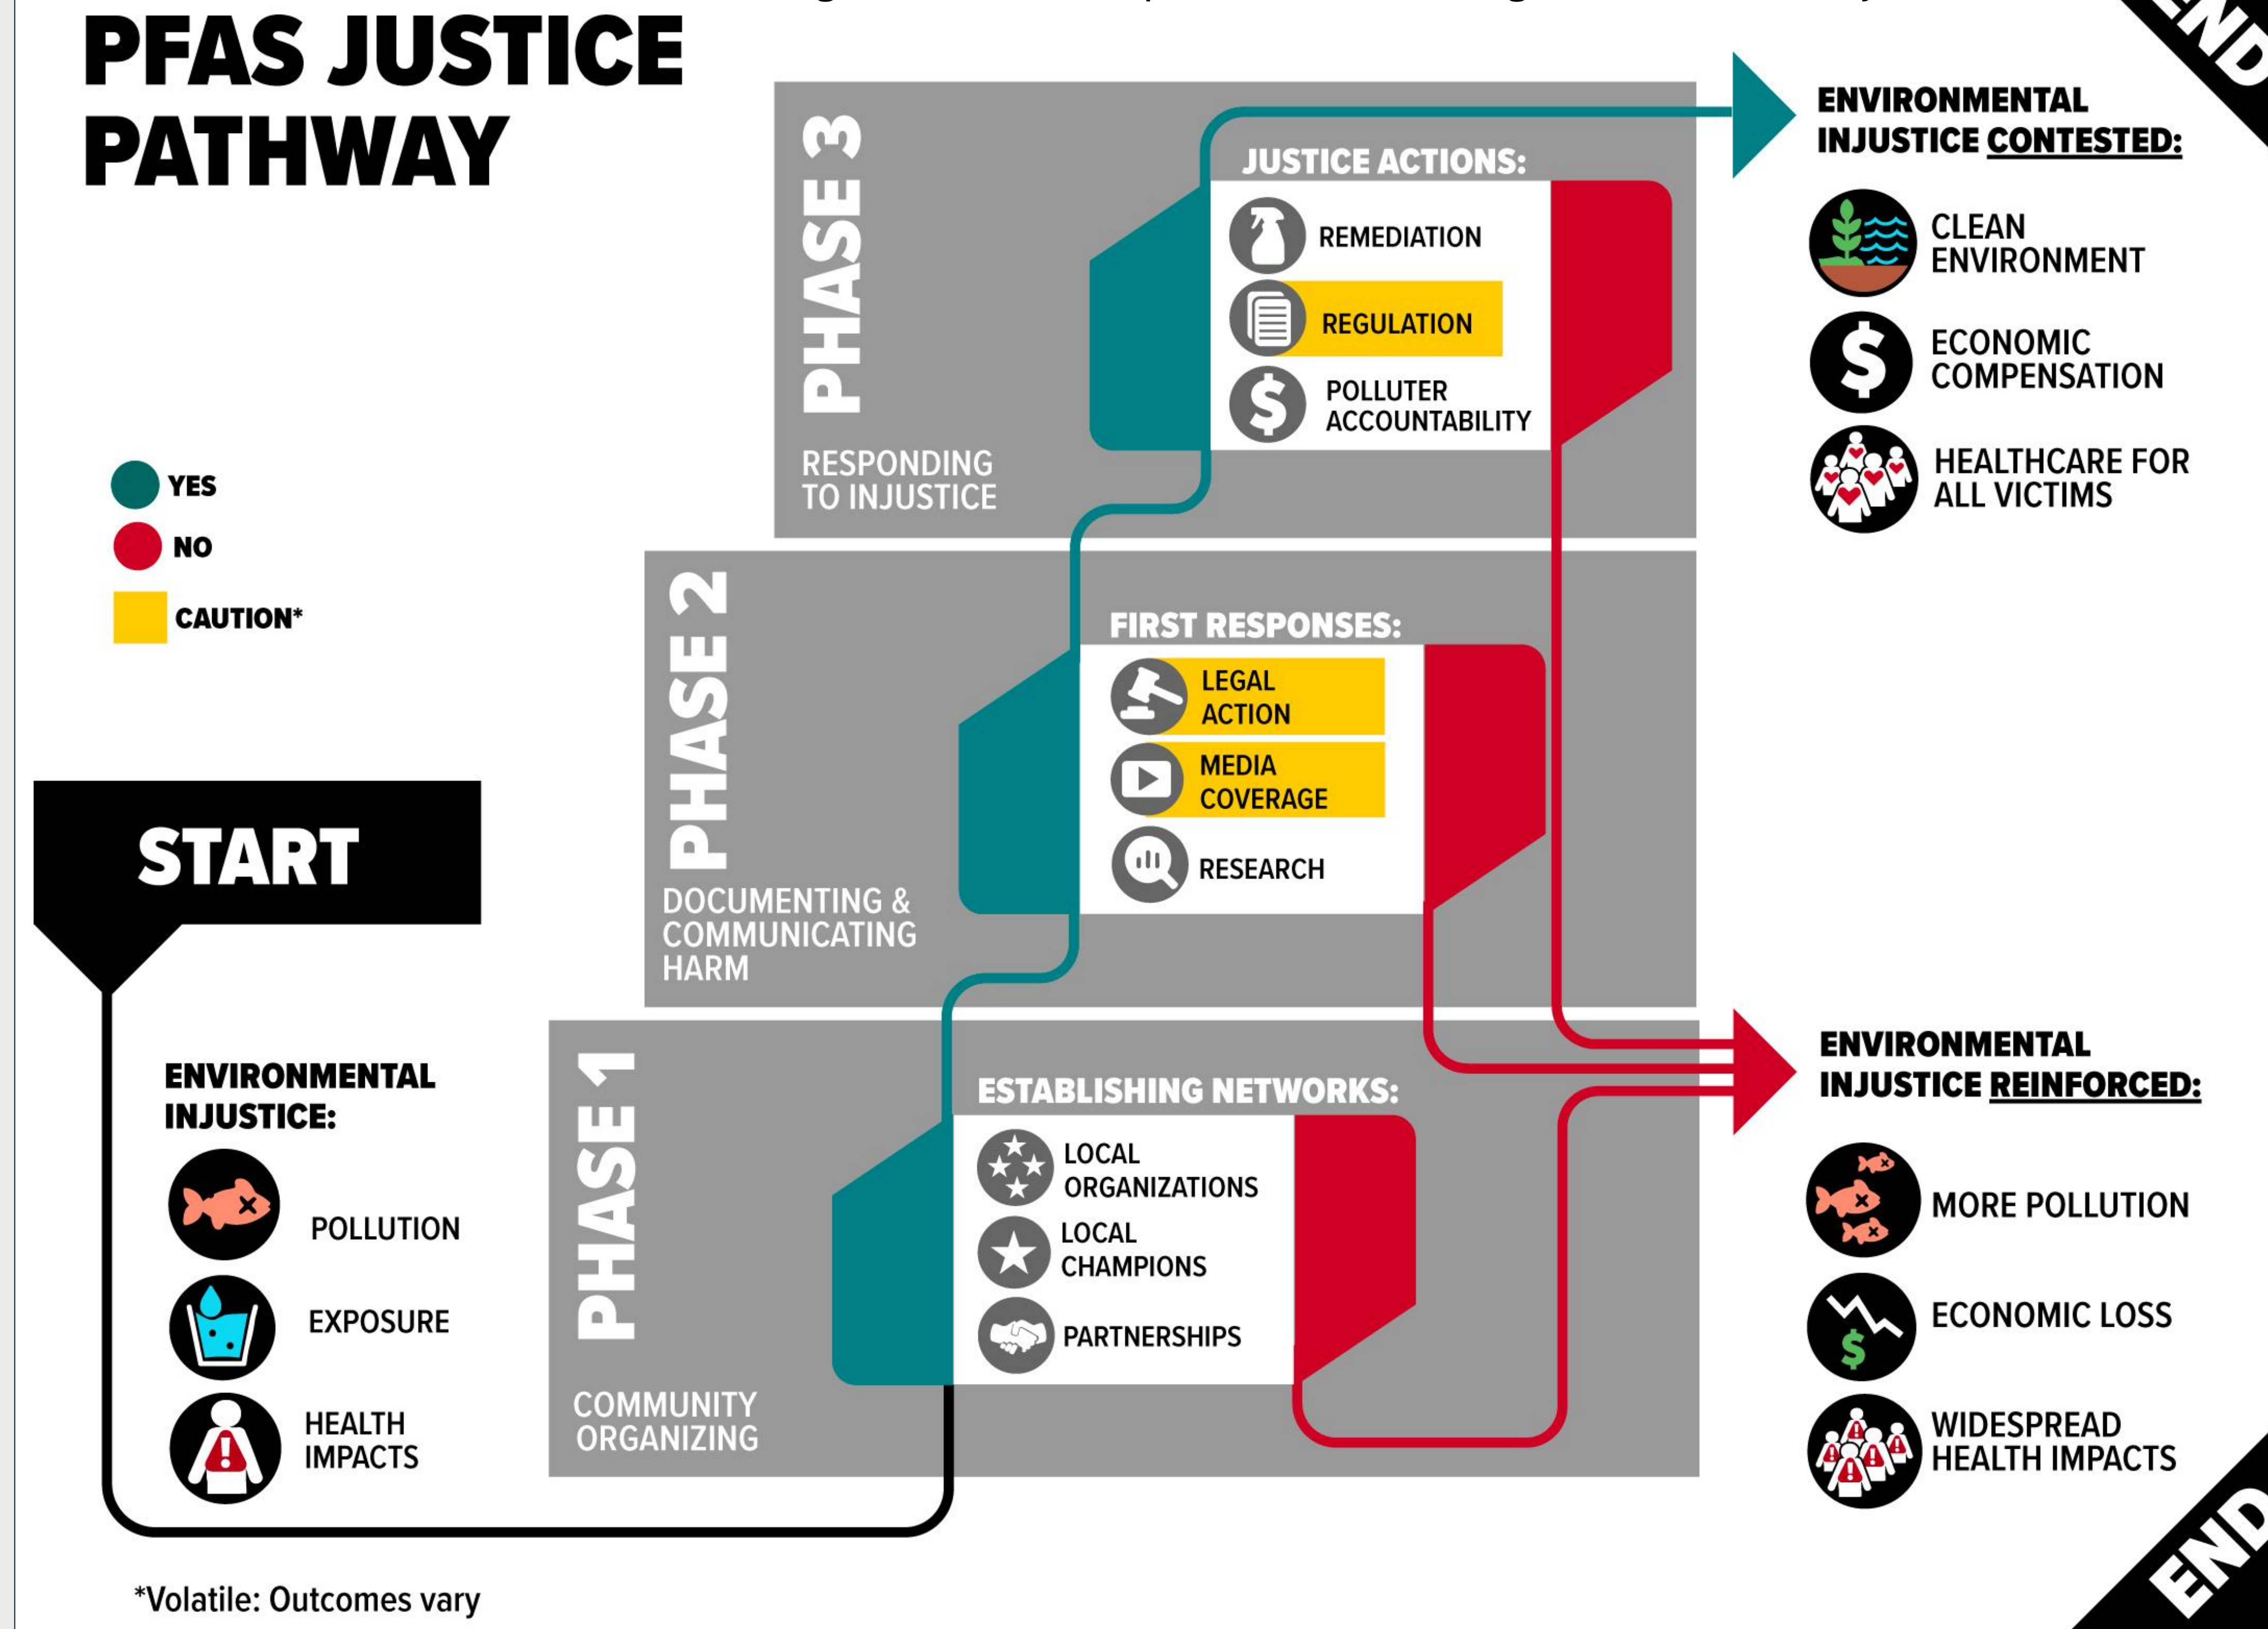 PFAS JUSTICE
PATHWAY
YES
NO
CAUTION*
START
ENVIRONMENTAL
INJUSTICE:
POLLUTION
EXPOSURE
HEALTH
IMPACTS
*Volatile: Outcomes vary
PHASE 3
RESPONDING
TO INJUSTICE
JUSTICE ACTIONS:
REMEDIATION
REGULATION
POLLUTER
ACCOUNTABILITY
PHASE 2
DOCUMENTING &
COMMUNICATING
HARM
FIRST RESPONSES:
LEGAL
ACTION
MEDIA
COVERAGE
RESEARCH
PHASE 1
COMMUNITY
ORGANIZING
ESTABLISHING NETWORKS:
LOCAL
ORGANIZATIONS
LOCAL
CHAMPIONS
PARTNERSHIPS
END
ENVIRONMENTAL
INJUSTICE CONTESTED:
CLEAN
ENVIRONMENT
$
ECONOMIC
COMPENSATION
HEALTHCARE FOR
ALL VICTIMS
ENVIRONMENTAL
INJUSTICE REINFORCED:
MORE POLLUTION
$
ECONOMIC LOSS
WIDESPREAD
HEALTH IMPACTS
END